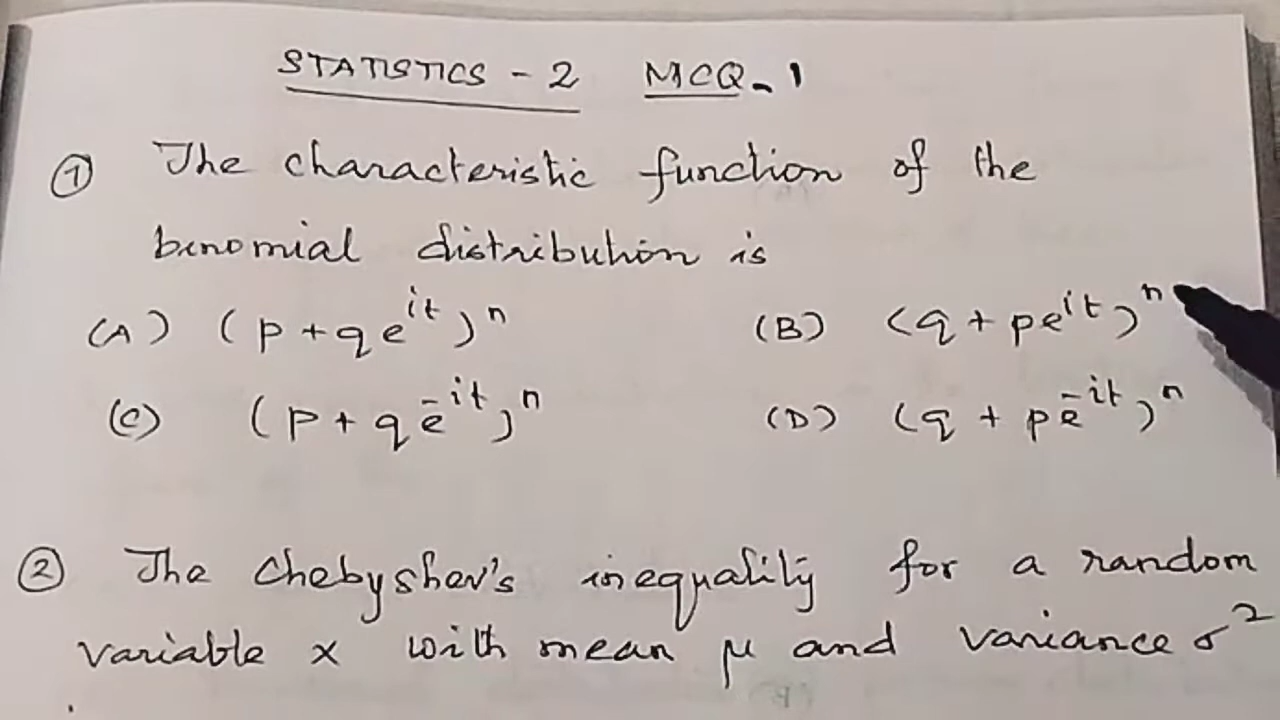 STATISTICS - 2 MCQ - 1
① The characteristic function of the
binomial distribution is
(A) (p + qe^{it})^n (B) (q + pe^{it})^n
(C) (p + qe^{-it})^n (D) (q + pe^{-it})^n
② The Chebyshev's inequality for a random
variable x with mean μ and variance σ²